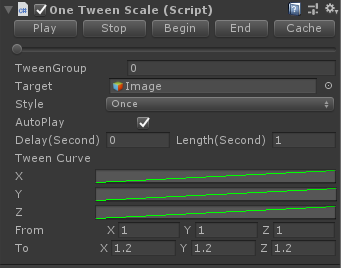 One Tween Scale (Script)
Play Stop Begin End Cache
TweenGroup 0
Target Image
Style Once
AutoPlay
Delay(Second) 0 Length(Second) 1
Tween Curve
X
Y
Z
From X 1 Y 1 Z 1
To X 1.2 Y 1.2 Z 1.2